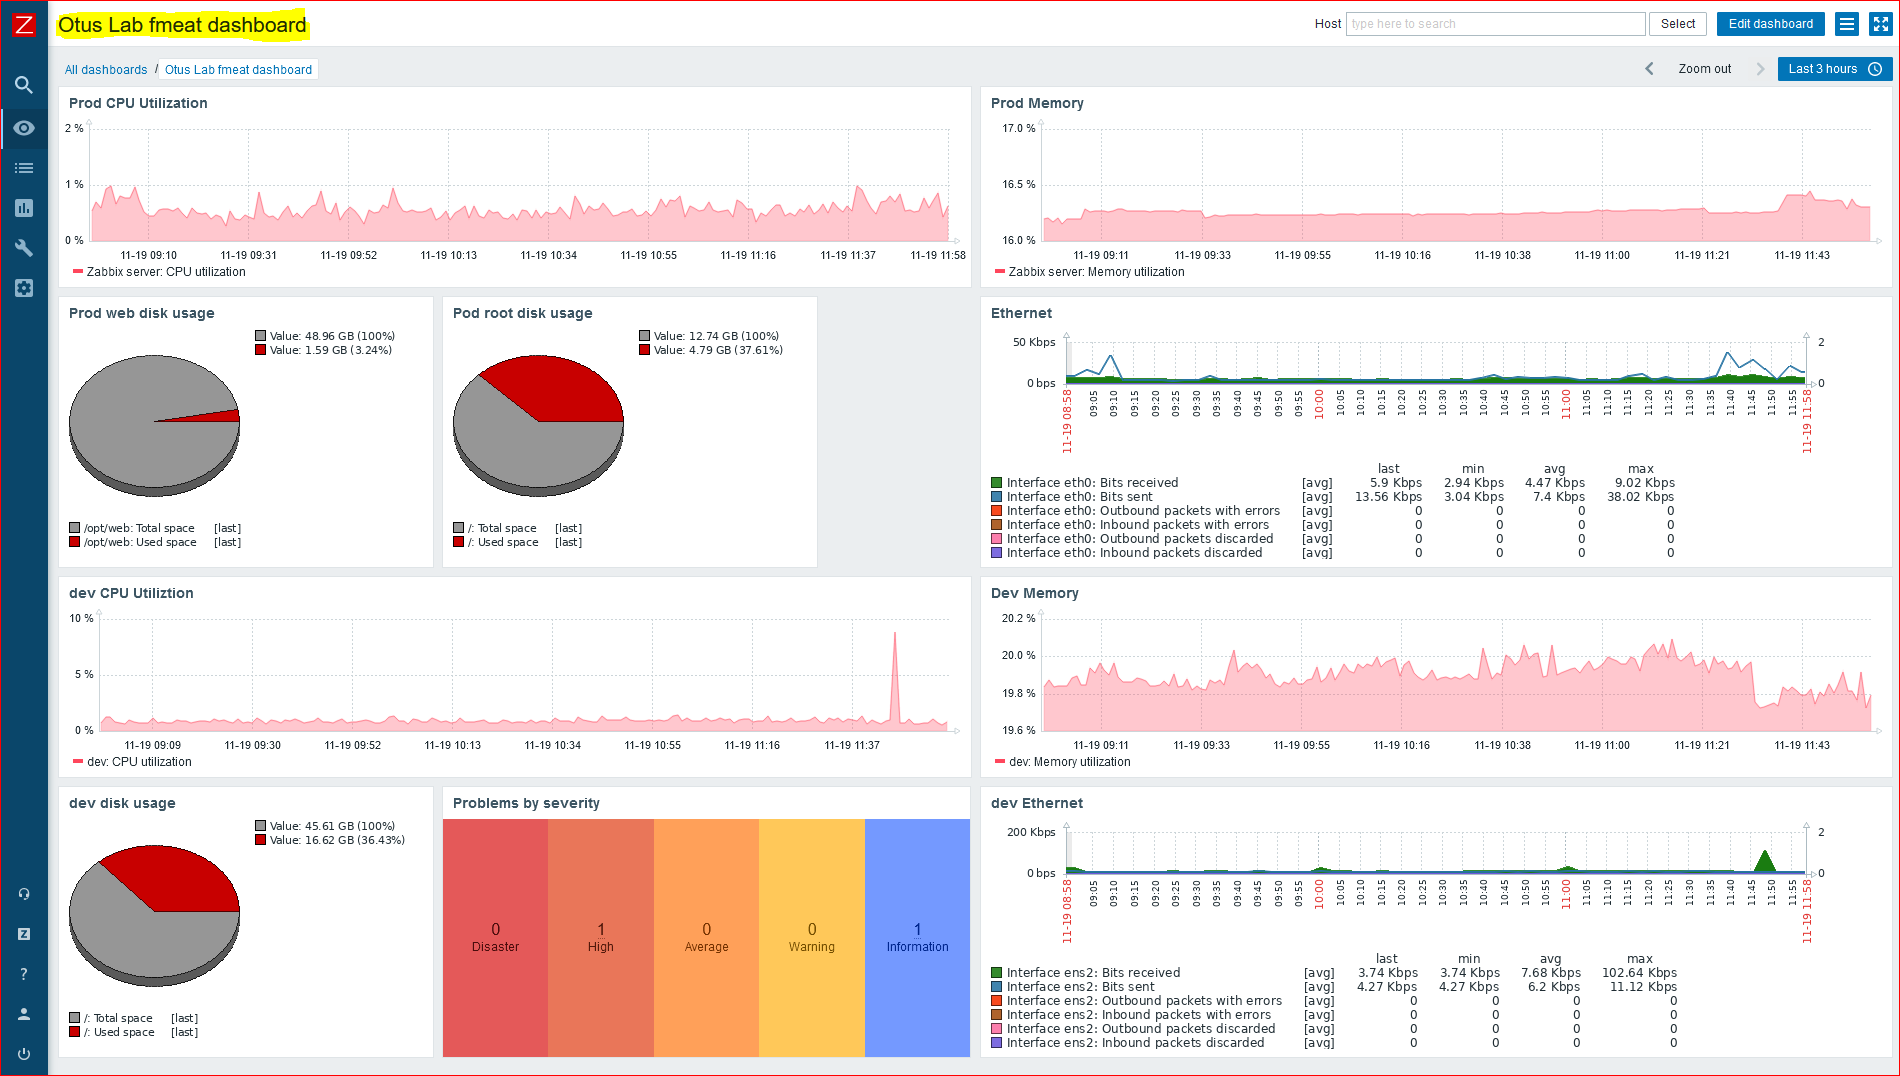 Z
Otus Lab fmeat dashboard
Host type here to search Select Edit dashboard
All dashboards / Otus Lab fmeat dashboard
Zoom out Last 3 hours
Prod CPU Utilization
2 %
1 %
0 %
11-19 09:10 11-19 09:31 11-19 09:52 11-19 10:13 11-19 10:34 11-19 10:55 11-19 11:16 11-19 11:37 11-19 11:58
Zabbix server: CPU utilization
Prod Memory
17.0 %
16.5 %
16.0 %
11-19 09:11 11-19 09:33 11-19 09:55 11-19 10:16 11-19 10:38 11-19 11:00 11-19 11:21 11-19 11:43
Zabbix server: Memory utilization
Prod web disk usage
Value: 48.96 GB (100%)
Value: 1.59 GB (3.24%)
/opt/web: Total space [last]
/opt/web: Used space [last]
Pod root disk usage
Value: 12.74 GB (100%)
Value: 4.79 GB (37.61%)
/: Total space [last]
/: Used space [last]
Ethernet
50 Kbps 2
0 bps 0
11-19 08:58 09:05 09:10 09:15 09:20 09:25 09:30 09:35 09:40 09:45 09:50 09:55 10:00 10:05 10:10 10:15 10:20 10:25 10:30 10:35 10:40 10:45 10:50 10:55 11:00 11:05 11:10 11:15 11:20 11:25 11:30 11:35 11:40 11:45 11:50 11:55 11-19 11:58
last min avg max
Interface eth0: Bits received [avg] 5.9 Kbps 2.94 Kbps 4.47 Kbps 9.02 Kbps
Interface eth0: Bits sent [avg] 13.56 Kbps 3.04 Kbps 7.4 Kbps 38.02 Kbps
Interface eth0: Outbound packets with errors [avg] 0 0 0 0
Interface eth0: Inbound packets with errors [avg] 0 0 0 0
Interface eth0: Outbound packets discarded [avg] 0 0 0 0
Interface eth0: Inbound packets discarded [avg] 0 0 0 0
dev CPU Utiliztion
10 %
5 %
0 %
11-19 09:09 11-19 09:30 11-19 09:52 11-19 10:13 11-19 10:34 11-19 10:55 11-19 11:16 11-19 11:37
dev: CPU utilization
Dev Memory
20.2 %
20.0 %
19.8 %
19.6 %
11-19 09:11 11-19 09:33 11-19 09:55 11-19 10:16 11-19 10:38 11-19 11:00 11-19 11:21 11-19 11:43
dev: Memory utilization
dev disk usage
Value: 45.61 GB (100%)
Value: 16.62 GB (36.43%)
/: Total space [last]
/: Used space [last]
Problems by severity
0 1 0 0 1
Disaster High Average Warning Information
dev Ethernet
200 Kbps 2
0 bps 0
11-19 08:58 09:05 09:10 09:15 09:20 09:25 09:30 09:35 09:40 09:45 09:50 09:55 10:00 10:05 10:10 10:15 10:20 10:25 10:30 10:35 10:40 10:45 10:50 10:55 11:00 11:05 11:10 11:15 11:20 11:25 11:30 11:35 11:40 11:45 11:50 11:55 11-19 11:58
last min avg max
Interface ens2: Bits received [avg] 3.74 Kbps 3.74 Kbps 7.68 Kbps 102.64 Kbps
Interface ens2: Bits sent [avg] 4.27 Kbps 4.27 Kbps 6.2 Kbps 11.12 Kbps
Interface ens2: Outbound packets with errors [avg] 0 0 0 0
Interface ens2: Inbound packets with errors [avg] 0 0 0 0
Interface ens2: Outbound packets discarded [avg] 0 0 0 0
Interface ens2: Inbound packets discarded [avg] 0 0 0 0
Z
?